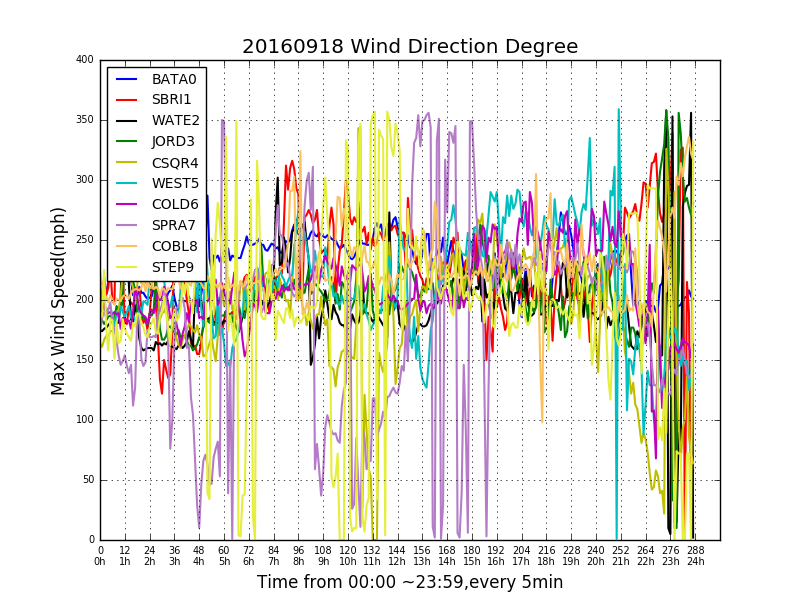 20160918 Wind Direction Degree
400
350
300
250
200
150
100
50
0
Max Wind Speed(mph)
BATA0
SBRI1
WATE2
JORD3
CSQR4
WEST5
COLD6
SPRA7
COBL8
STEP9
0 12 24 36 48 60 72 84 96 108 120 132 144 156 168 180 192 204 216 228 240 252 264 276 288
0h 1h 2h 3h 4h 5h 6h 7h 8h 9h 10h 11h 12h 13h 14h 15h 16h 17h 18h 19h 20h 21h 22h 23h 24h
Time from 00:00 ~23:59,every 5min